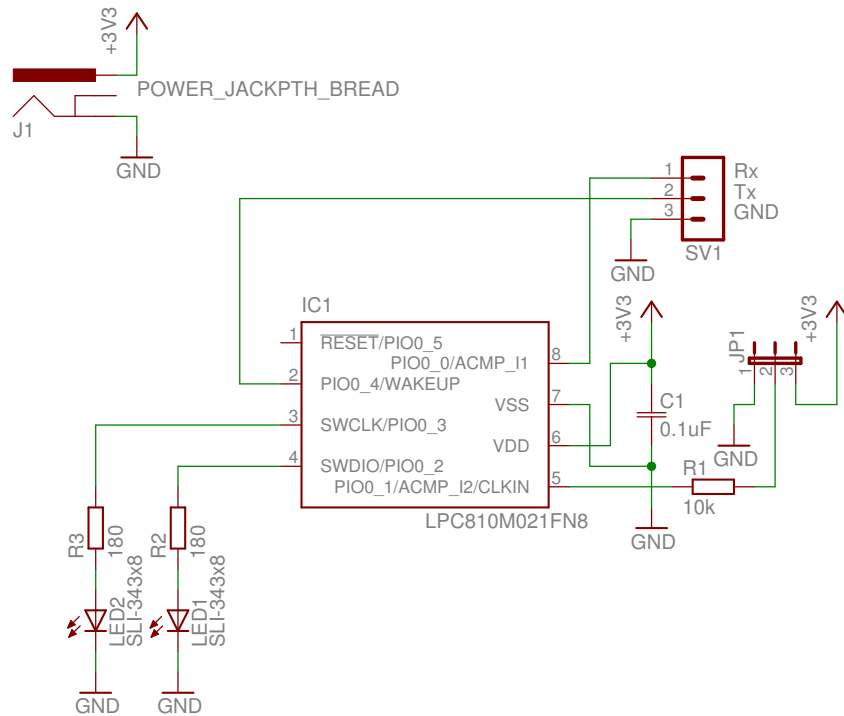 +3V3
POWER_JACKPTH_BREAD
J1
GND
1 Rx
2 Tx
3 GND
SV1
GND
IC1
+3V3
JP1
+3V3
1 RESET/PIO0_5
PIO0_0/ACMP_I1 8
2 PIO0_4/WAKEUP
1 2 3
VSS 7
C1
3 SWCLK/PIO0_3
0.1uF
VDD 6
GND
4 SWDIO/PIO0_2
PIO0_1/ACMP_I2/CLKIN 5
R1
10k
LPC810M021FN8
GND
R3
180
R2
180
LED2
SLI-343x8
LED1
SLI-343x8
GND
GND